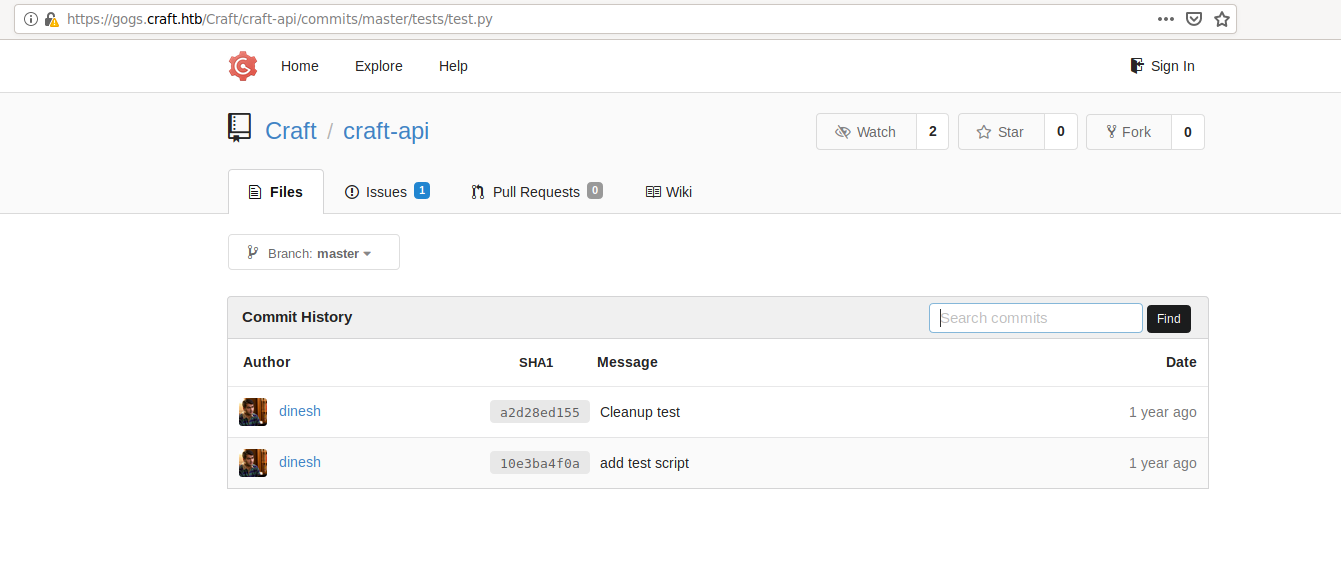 https://gogs.craft.htb/Craft/craft-api/commits/master/tests/test.py
Home Explore Help Sign In
Craft / craft-api Watch 2 Star 0 Fork 0
Files Issues 1 Pull Requests 0 Wiki
Branch: master
Commit History Search commits Find
Author SHA1 Message Date
dinesh a2d28ed155 Cleanup test 1 year ago
dinesh 10e3ba4f0a add test script 1 year ago